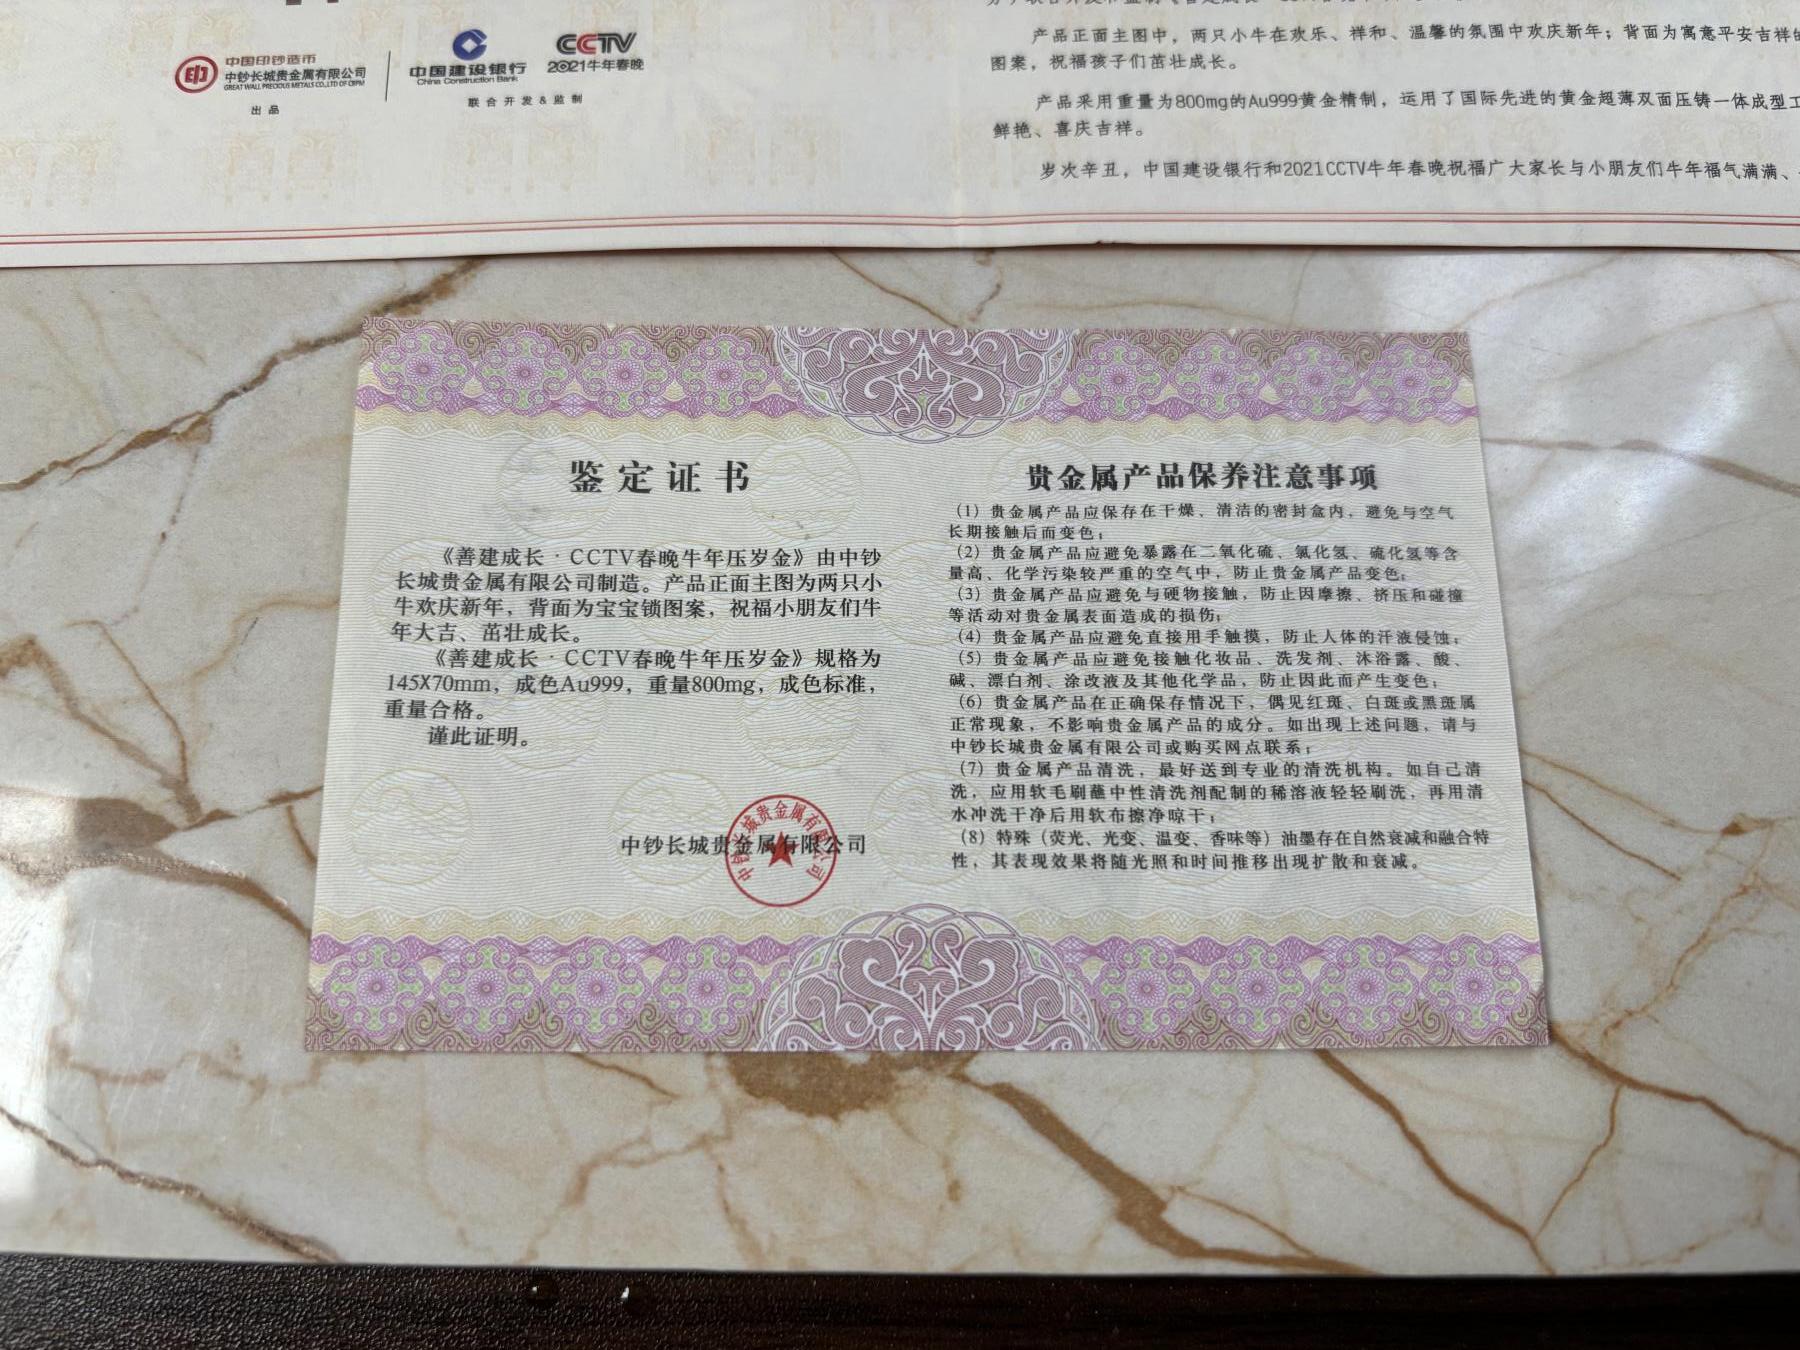 中国印钞造币
中钞长城贵金属有限公司
GREAT WALL PRECIOUS METALS CO.,LTD OF CBPM
出品
中国建设银行
China Construction Bank
CCTV
2021牛年春晚
联合开发&监制
产品正面主图中，两只小牛在欢乐、祥和、温馨的氛围中欢庆新年；背面为寓意平安吉祥的
图案，祝福孩子们茁壮成长。
产品采用重量为800mg的Au999黄金精制，运用了国际先进的黄金超薄双面压铸一体成型工
鲜艳、喜庆吉祥。
岁次辛丑，中国建设银行和2021CCTV牛年春晚祝福广大家长与小朋友们牛年福气满满、
鉴定证书
《善建成长·CCTV春晚牛年压岁金》由中钞
长城贵金属有限公司制造。产品正面主图为两只小
牛欢庆新年，背面为宝宝锁图案，祝福小朋友们牛
年大吉、茁壮成长。
《善建成长·CCTV春晚牛年压岁金》规格为
145X70mm，成色Au999，重量800mg，成色标准，
重量合格。
谨此证明。
中钞长城贵金属有限公司
中钞长城贵金属有限公司
贵金属产品保养注意事项
（1）贵金属产品应保存在干燥、清洁的密封盒内，避免与空气
长期接触后而变色；
（2）贵金属产品应避免暴露在二氧化硫、氯化氢、硫化氢等含
量高、化学污染较严重的空气中，防止贵金属产品变色；
（3）贵金属产品应避免与硬物接触，防止因摩擦、挤压和碰撞
等活动对贵金属表面造成的损伤；
（4）贵金属产品应避免直接用手触摸，防止人体的汗液侵蚀；
（5）贵金属产品应避免接触化妆品、洗发剂、沐浴露、酸、
碱、漂白剂、涂改液及其他化学品，防止因此而产生变色；
（6）贵金属产品在正确保存情况下，偶见红斑、白斑或黑斑属
正常现象，不影响贵金属产品的成分。如出现上述问题，请与
中钞长城贵金属有限公司或购买网点联系；
（7）贵金属产品清洗，最好送到专业的清洗机构。如自己清
洗，应用软毛刷蘸中性清洗剂配制的稀溶液轻轻刷洗，再用清
水冲洗干净后用软布擦净晾干；
（8）特殊（荧光、光变、温变、香味等）油墨存在自然衰减和融合特
性，其表现效果将随光照和时间推移出现扩散和衰减。